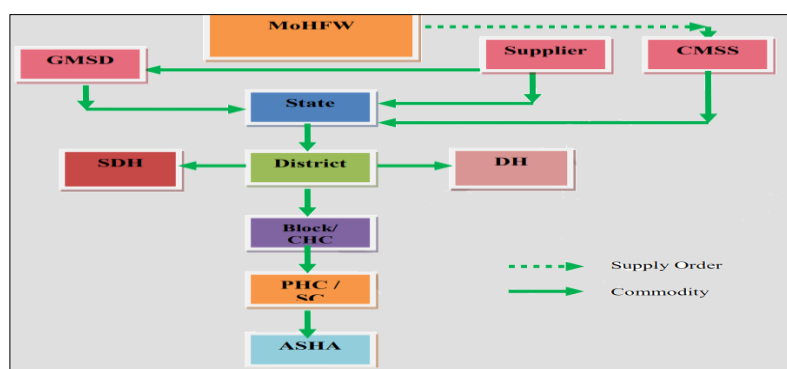 MoHFW
GMSD
Supplier
CMSS
State
SDH
District
DH
Block/
CHC
PHC /
SC
Supply Order
Commodity
ASHA